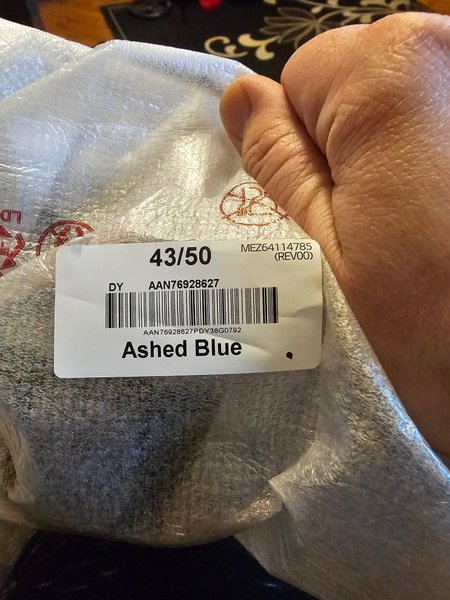 43/50
MEZ64114785
(REV00)
DY AAN76928627
AAN76928627PDY38G0792
Ashed Blue